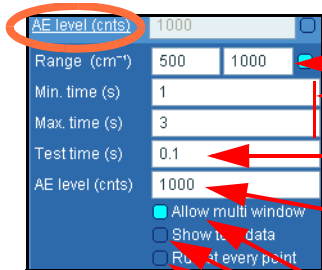 AE level (cnts) 1000
Range (cm⁻¹) 500 1000
Min. time (s) 1
Max. time (s) 3
Test time (s) 0.1
AE level (cnts) 1000
Allow multi window
Show data
at every point